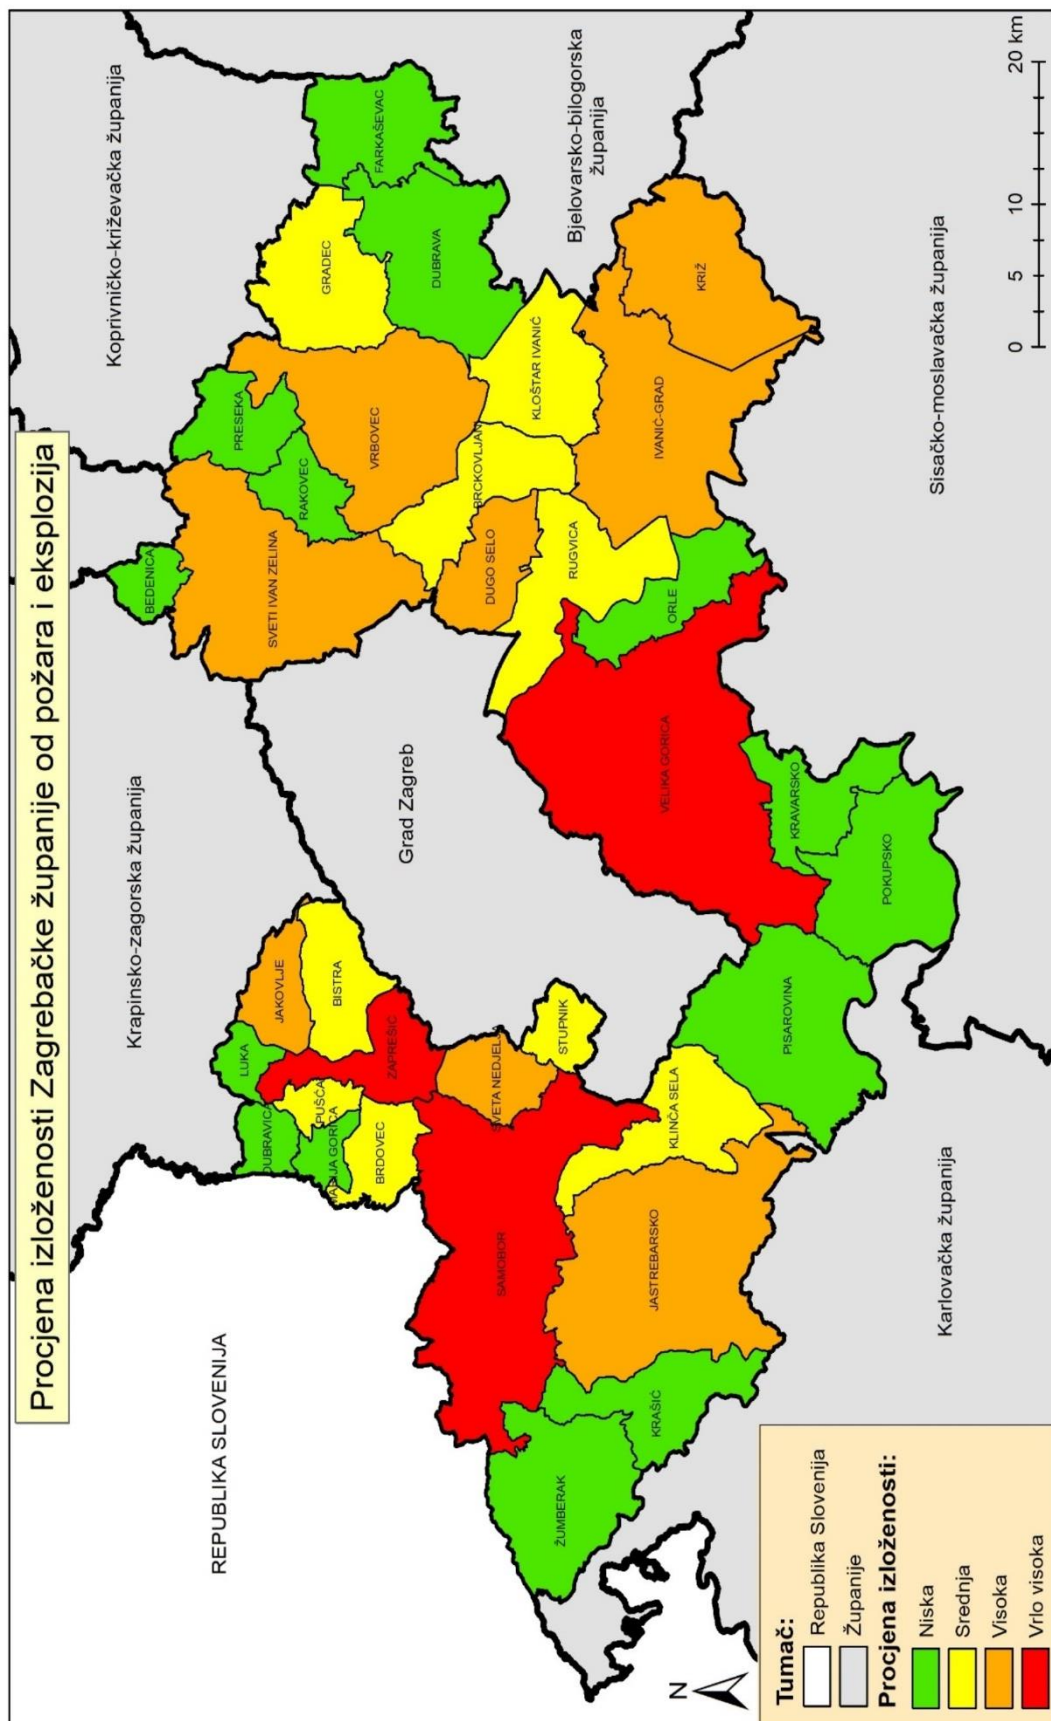 Procjena izloženosti Zagrebačke županije od požara i eksplozija
Koprivničko-križevačka županija
Krapinsko-zagorska županija
REPUBLIKA SLOVENIJA
Grad Zagreb
Bjelovarsko-bilogorska
županija
Sisačko-moslavačka županija
Karlovačka županija
BEDENICA
PRESEKA
RAKOVEC
SVETI IVAN ZELINA
VRBOVEC
GRADEC
FARKAŠEVAC
DUBRAVA
BRCKOVLJANI
DUGO SELO
KLOŠTAR IVANIĆ
RUGVICA
IVANIĆ-GRAD
KRIŽ
ORLE
VELIKA GORICA
KRAVARSKO
POKUPSKO
PISAROVINA
LUKA
JAKOVLJE
DUBRAVICA
PUŠĆA
BISTRA
MARIJA GORICA
ZAPREŠIĆ
BRDOVEC
SVETA NEDJELJA
STUPNIK
SAMOBOR
KLINČA SELA
JASTREBARSKO
KRAŠIĆ
ŽUMBERAK
N
Tumač:
Republika Slovenija
Županije
Procjena izloženosti:
Niska
Srednja
Visoka
Vrlo visoka
0 5 10 20 km